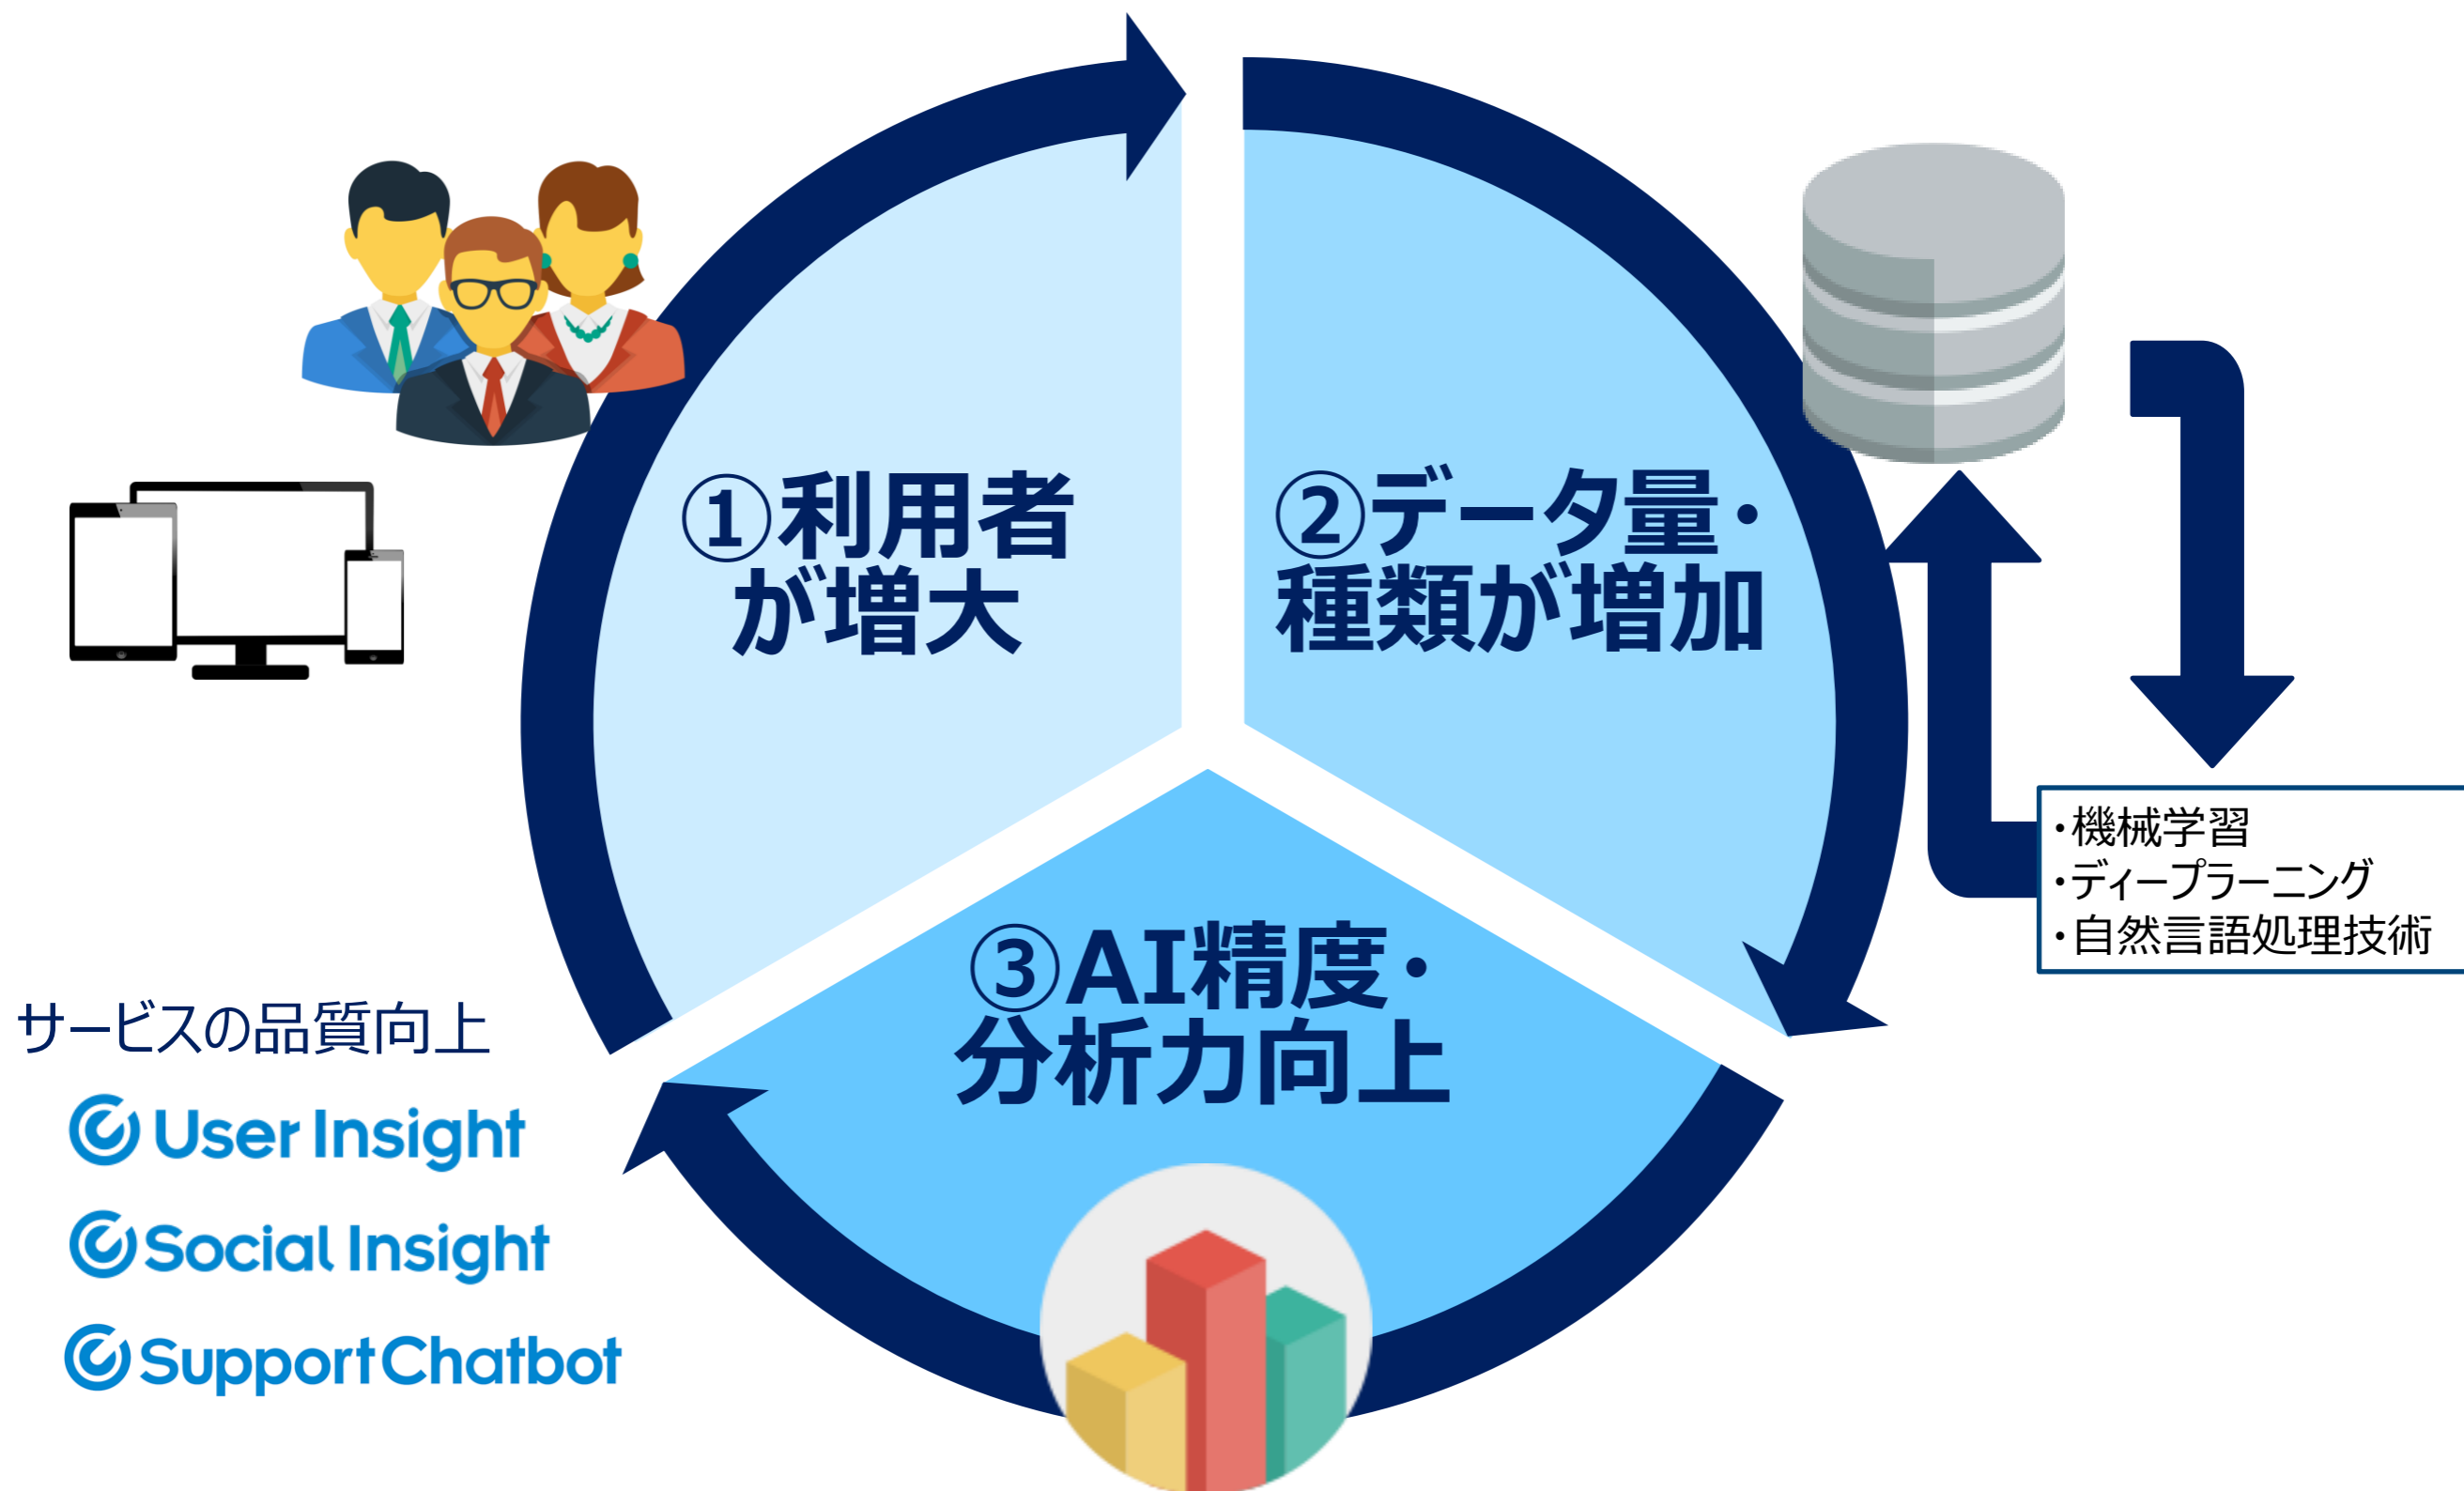 ①利用者
が増大
②データ量・
種類が増加
・機械学習
・ディープラーニング
・自然言語処理技術
③AI精度・
分析力向上
サービスの品質向上
User Insight
Social Insight
Support Chatbot